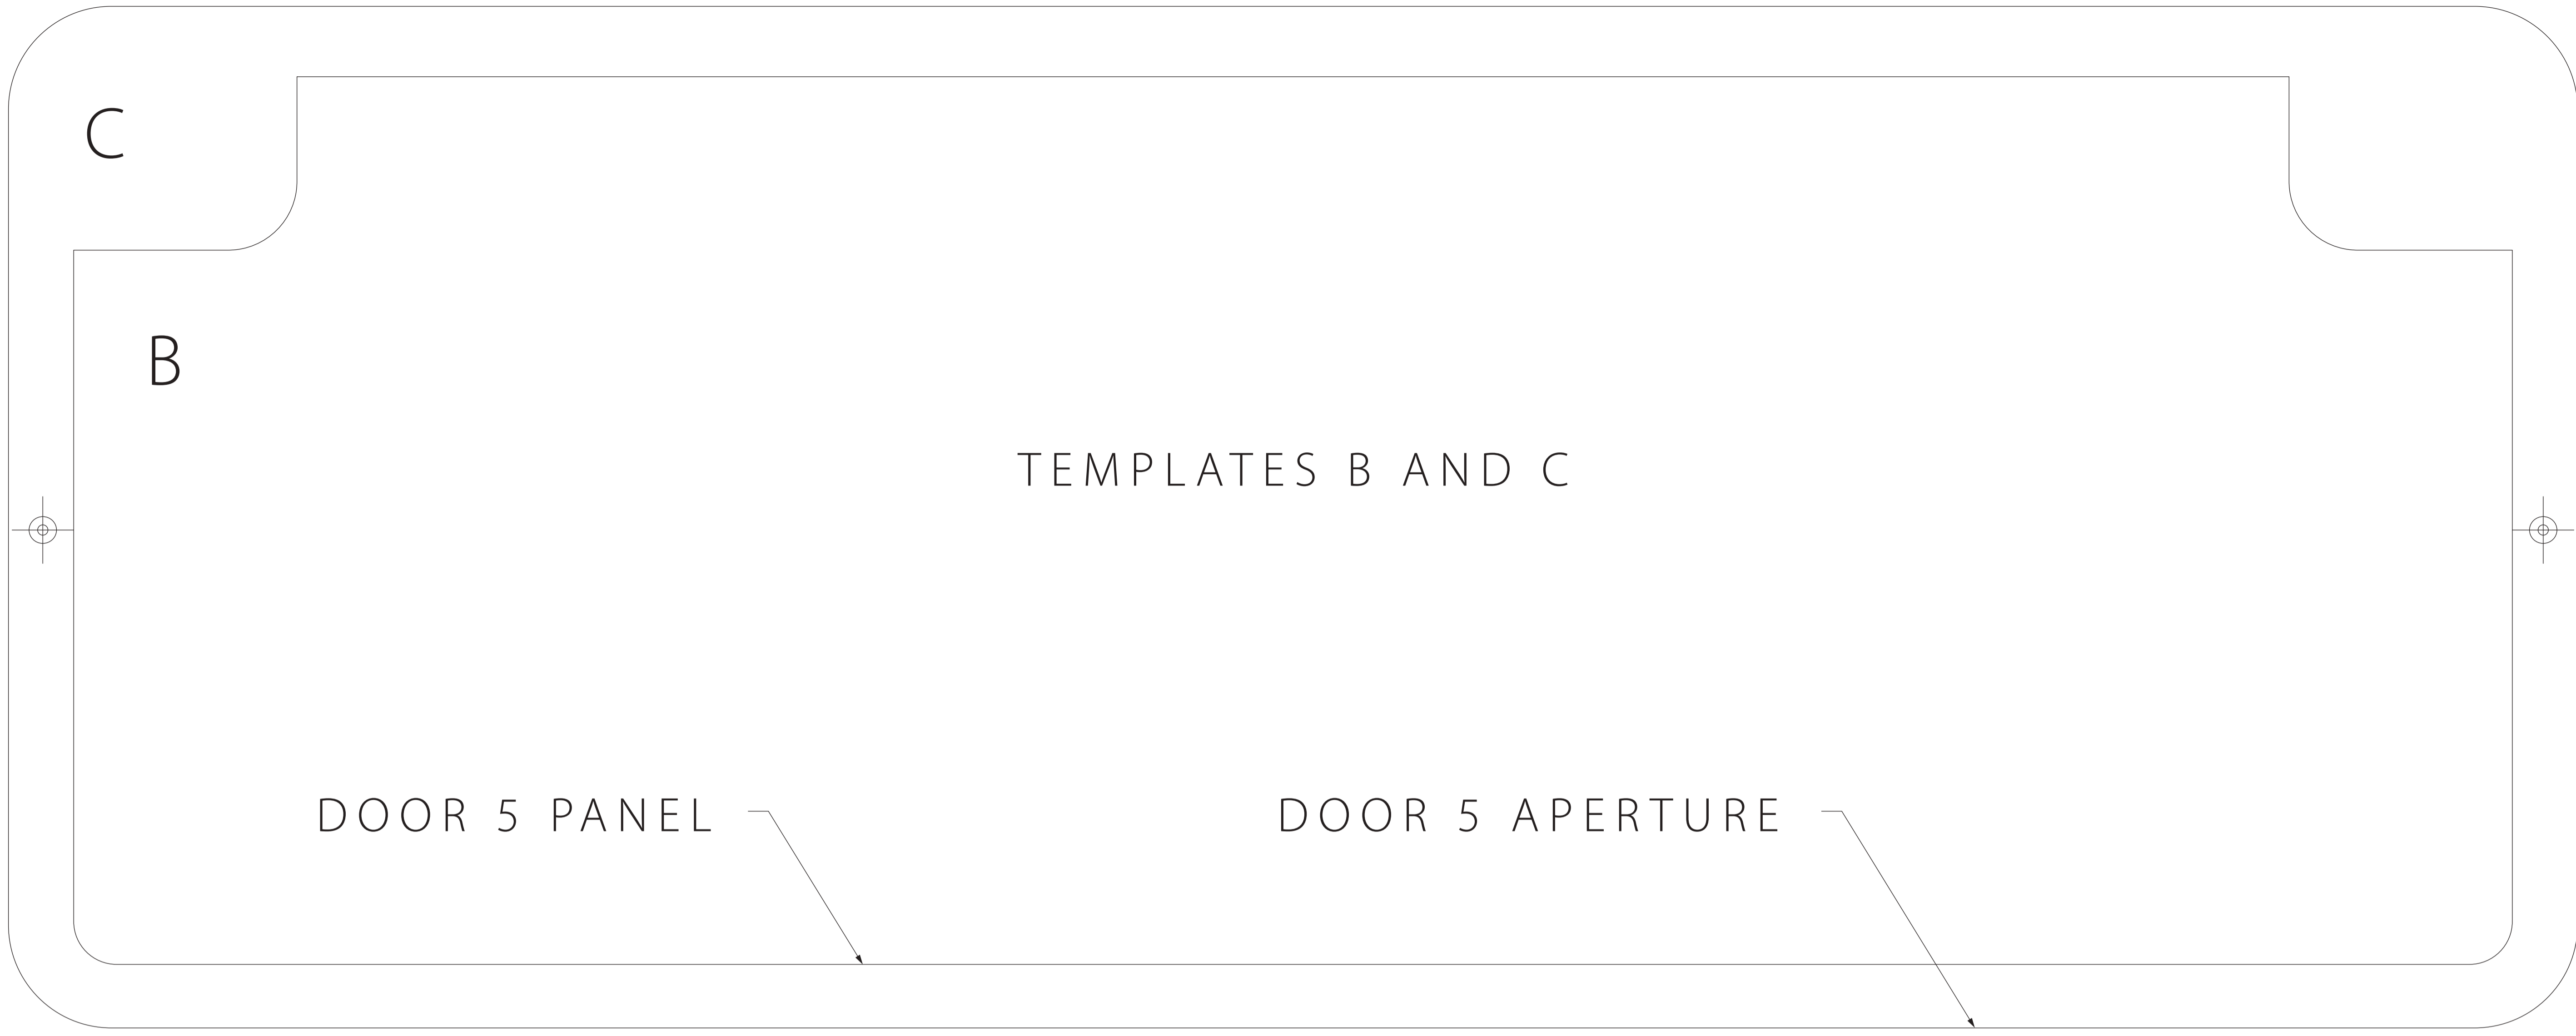 C
B
TEMPLATES B AND C
DOOR 5 PANEL
DOOR 5 APERTURE